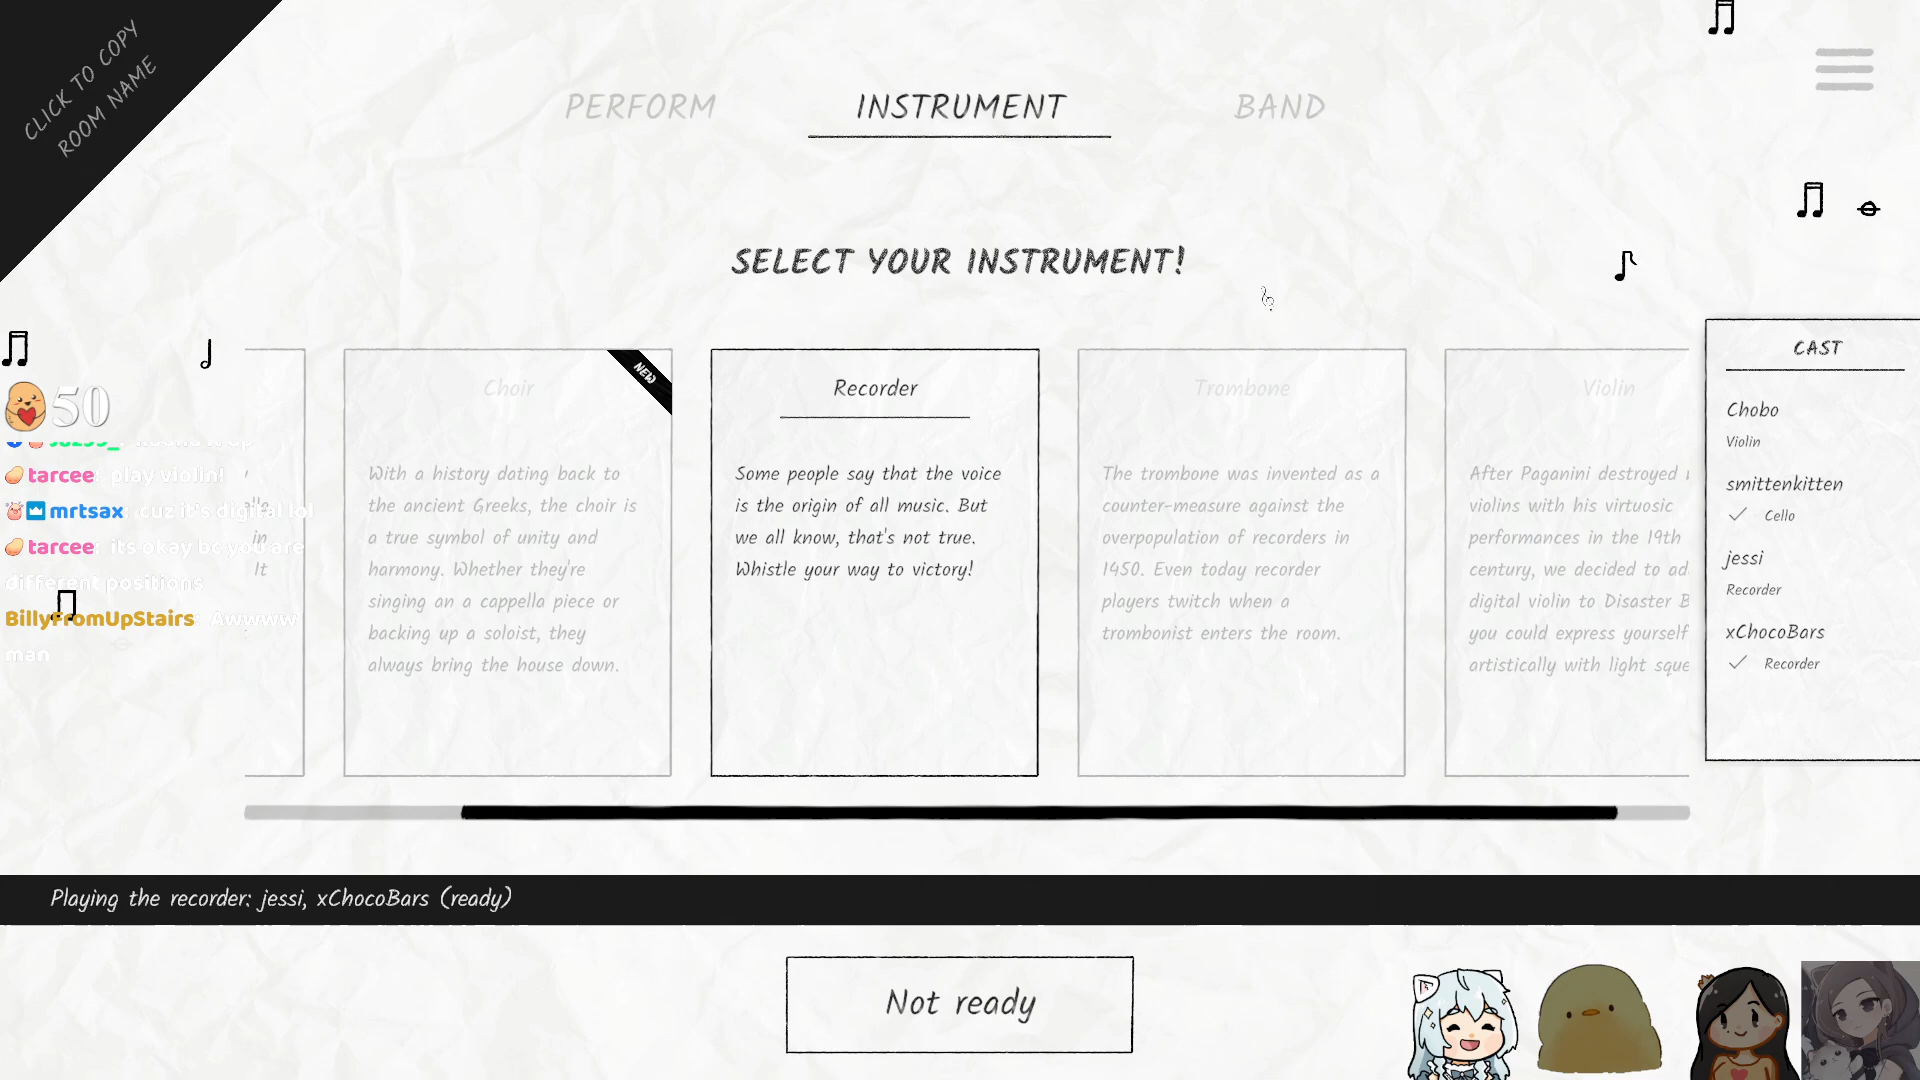 CLICK TO COPY
ROOM NAME
PERFORM
INSTRUMENT
BAND
SELECT YOUR INSTRUMENT!
50
tarcee: play violin!
mrtsax: cuz it's digital lol
tarcee: its okay bc you are
different positions
BillyFromUpStairs: Awwww
man
in
It
Choir
NEW
With a history dating back to
the ancient Greeks, the choir is
a true symbol of unity and
harmony. Whether they're
singing an a cappella piece or
backing up a soloist, they
always bring the house down.
Recorder
Some people say that the voice
is the origin of all music. But
we all know, that's not true.
Whistle your way to victory!
Trombone
The trombone was invented as a
counter-measure against the
overpopulation of recorders in
1450. Even today recorder
players twitch when a
trombonist enters the room.
Violin
After Paganini destroyed
violins with his virtuosic
performances in the 19th
century, we decided to ad
digital violin to Disaster B
you could express yourself
artistically with light sque
CAST
Chobo
Violin
smittenkitten
Cello
jessi
Recorder
xChocoBars
Recorder
Playing the recorder: jessi, xChocoBars (ready)
Not ready